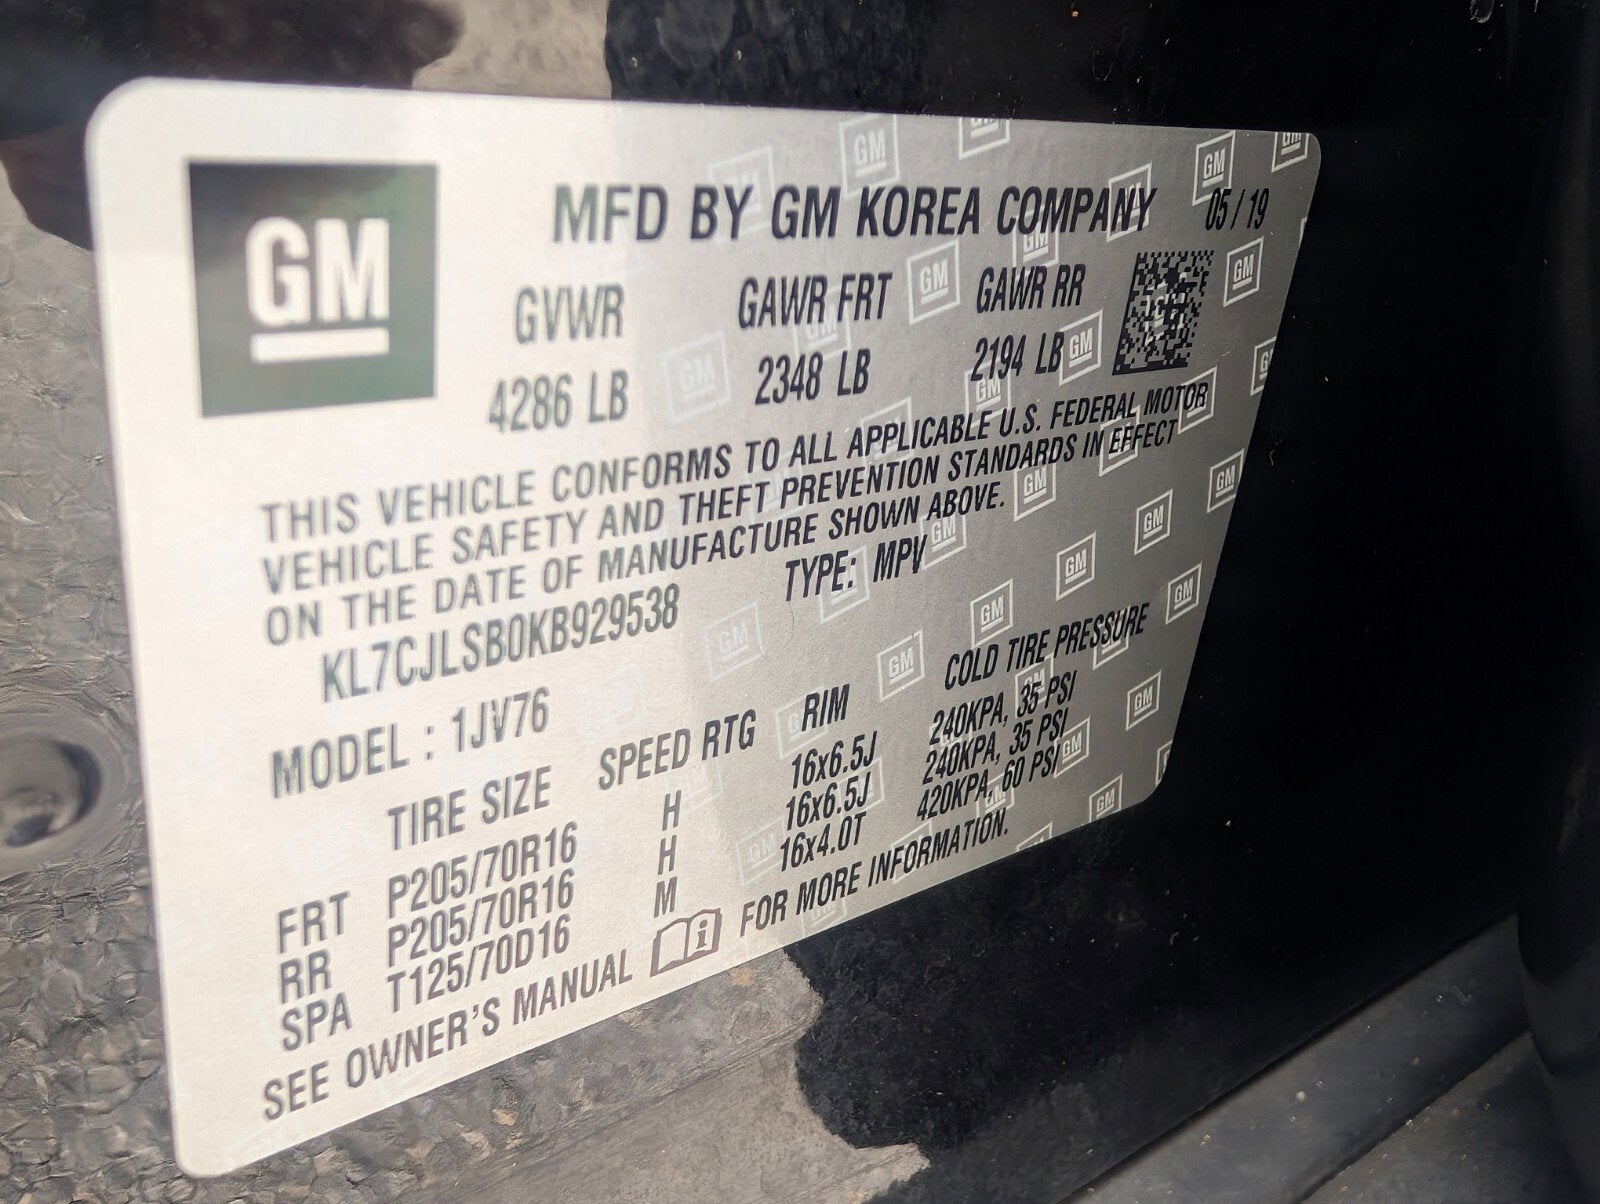 GM
MFD BY GM KOREA COMPANY 05 / 19
GVWR GAWR FRT GAWR RR
4286 LB 2348 LB 2194 LB
THIS VEHICLE CONFORMS TO ALL APPLICABLE U.S. FEDERAL MOTOR
VEHICLE SAFETY AND THEFT PREVENTION STANDARDS IN EFFECT
ON THE DATE OF MANUFACTURE SHOWN ABOVE.
KL7CJLSB0KB929538 TYPE: MPV
MODEL : 1JV76
TIRE SIZE SPEED RTG RIM COLD TIRE PRESSURE
FRT P205/70R16 H 16x6.5J 240KPA, 35 PSI
RR P205/70R16 H 16x6.5J 240KPA, 35 PSI
SPA T125/70D16 M 16x4.0T 420KPA, 60 PSI
SEE OWNER'S MANUAL i FOR MORE INFORMATION.